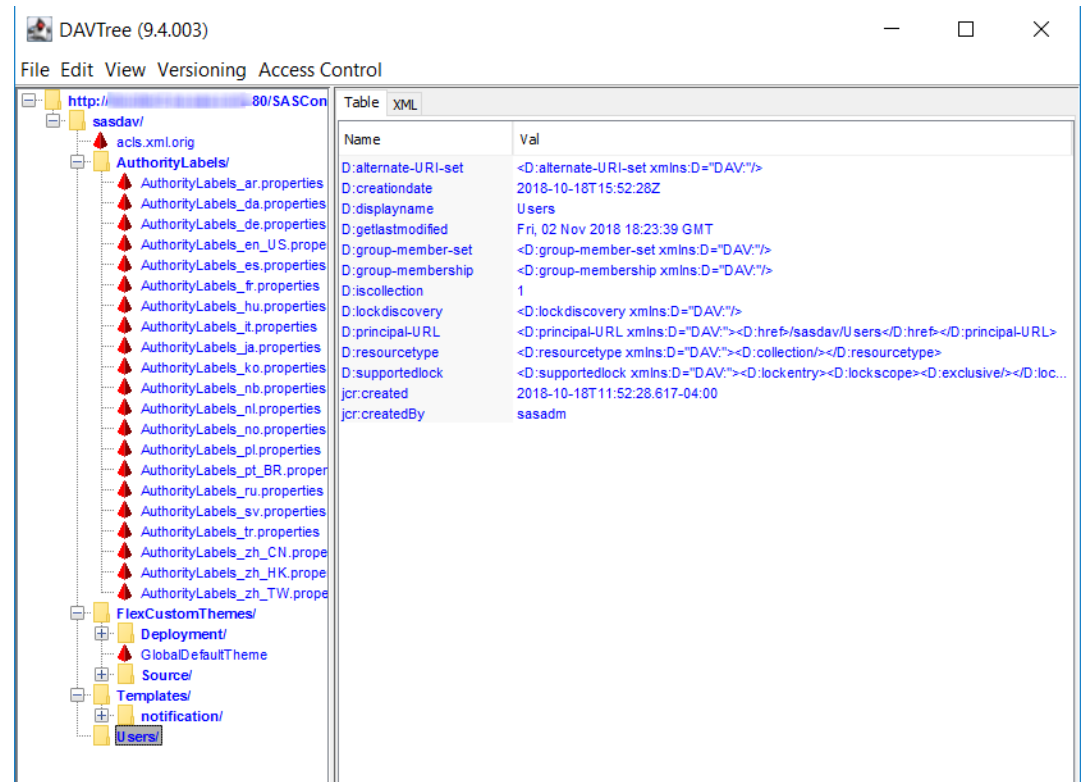 DAVTree (9.4.003)
File Edit View Versioning Access Control
http:/ 80/SASCon
sasdav/
acls.xml.orig
AuthorityLabels/
AuthorityLabels_ar.properties
AuthorityLabels_da.properties
AuthorityLabels_de.properties
AuthorityLabels_en_US.prope
AuthorityLabels_es.properties
AuthorityLabels_fr.properties
AuthorityLabels_hu.properties
AuthorityLabels_it.properties
AuthorityLabels_ja.properties
AuthorityLabels_ko.properties
AuthorityLabels_nb.properties
AuthorityLabels_nl.properties
AuthorityLabels_no.properties
AuthorityLabels_pl.properties
AuthorityLabels_pt_BR.proper
AuthorityLabels_ru.properties
AuthorityLabels_sv.properties
AuthorityLabels_tr.properties
AuthorityLabels_zh_CN.prope
AuthorityLabels_zh_HK.prope
AuthorityLabels_zh_TW.prope
FlexCustomThemes/
Deployment/
GlobalDefaultTheme
Source/
Templates/
notification/
Users/
Table XML
Name Val
D:alternate-URI-set <D:alternate-URI-set xmlns:D="DAV:"/>
D:creationdate 2018-10-18T15:52:28Z
D:displayname Users
D:getlastmodified Fri, 02 Nov 2018 18:23:39 GMT
D:group-member-set <D:group-member-set xmlns:D="DAV:"/>
D:group-membership <D:group-membership xmlns:D="DAV:"/>
D:iscollection 1
D:lockdiscovery <D:lockdiscovery xmlns:D="DAV:"/>
D:principal-URL <D:principal-URL xmlns:D="DAV:"><D:href>/sasdav/Users</D:href></D:principal-URL>
D:resourcetype <D:resourcetype xmlns:D="DAV:"><D:collection/></D:resourcetype>
D:supportedlock <D:supportedlock xmlns:D="DAV:"><D:lockentry><D:lockscope><D:exclusive/></D:loc...
jcr:created 2018-10-18T11:52:28.617-04:00
jcr:createdBy sasadm